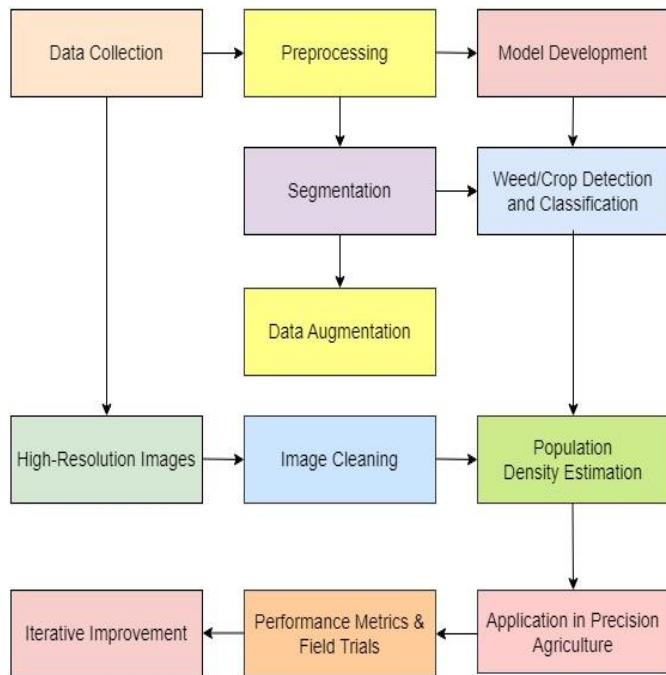 Data Collection
Preprocessing
Model Development
Segmentation
Weed/Crop Detection
and Classification
Data Augmentation
High-Resolution Images
Image Cleaning
Population
Density Estimation
Iterative Improvement
Performance Metrics &
Field Trials
Application in Precision
Agriculture